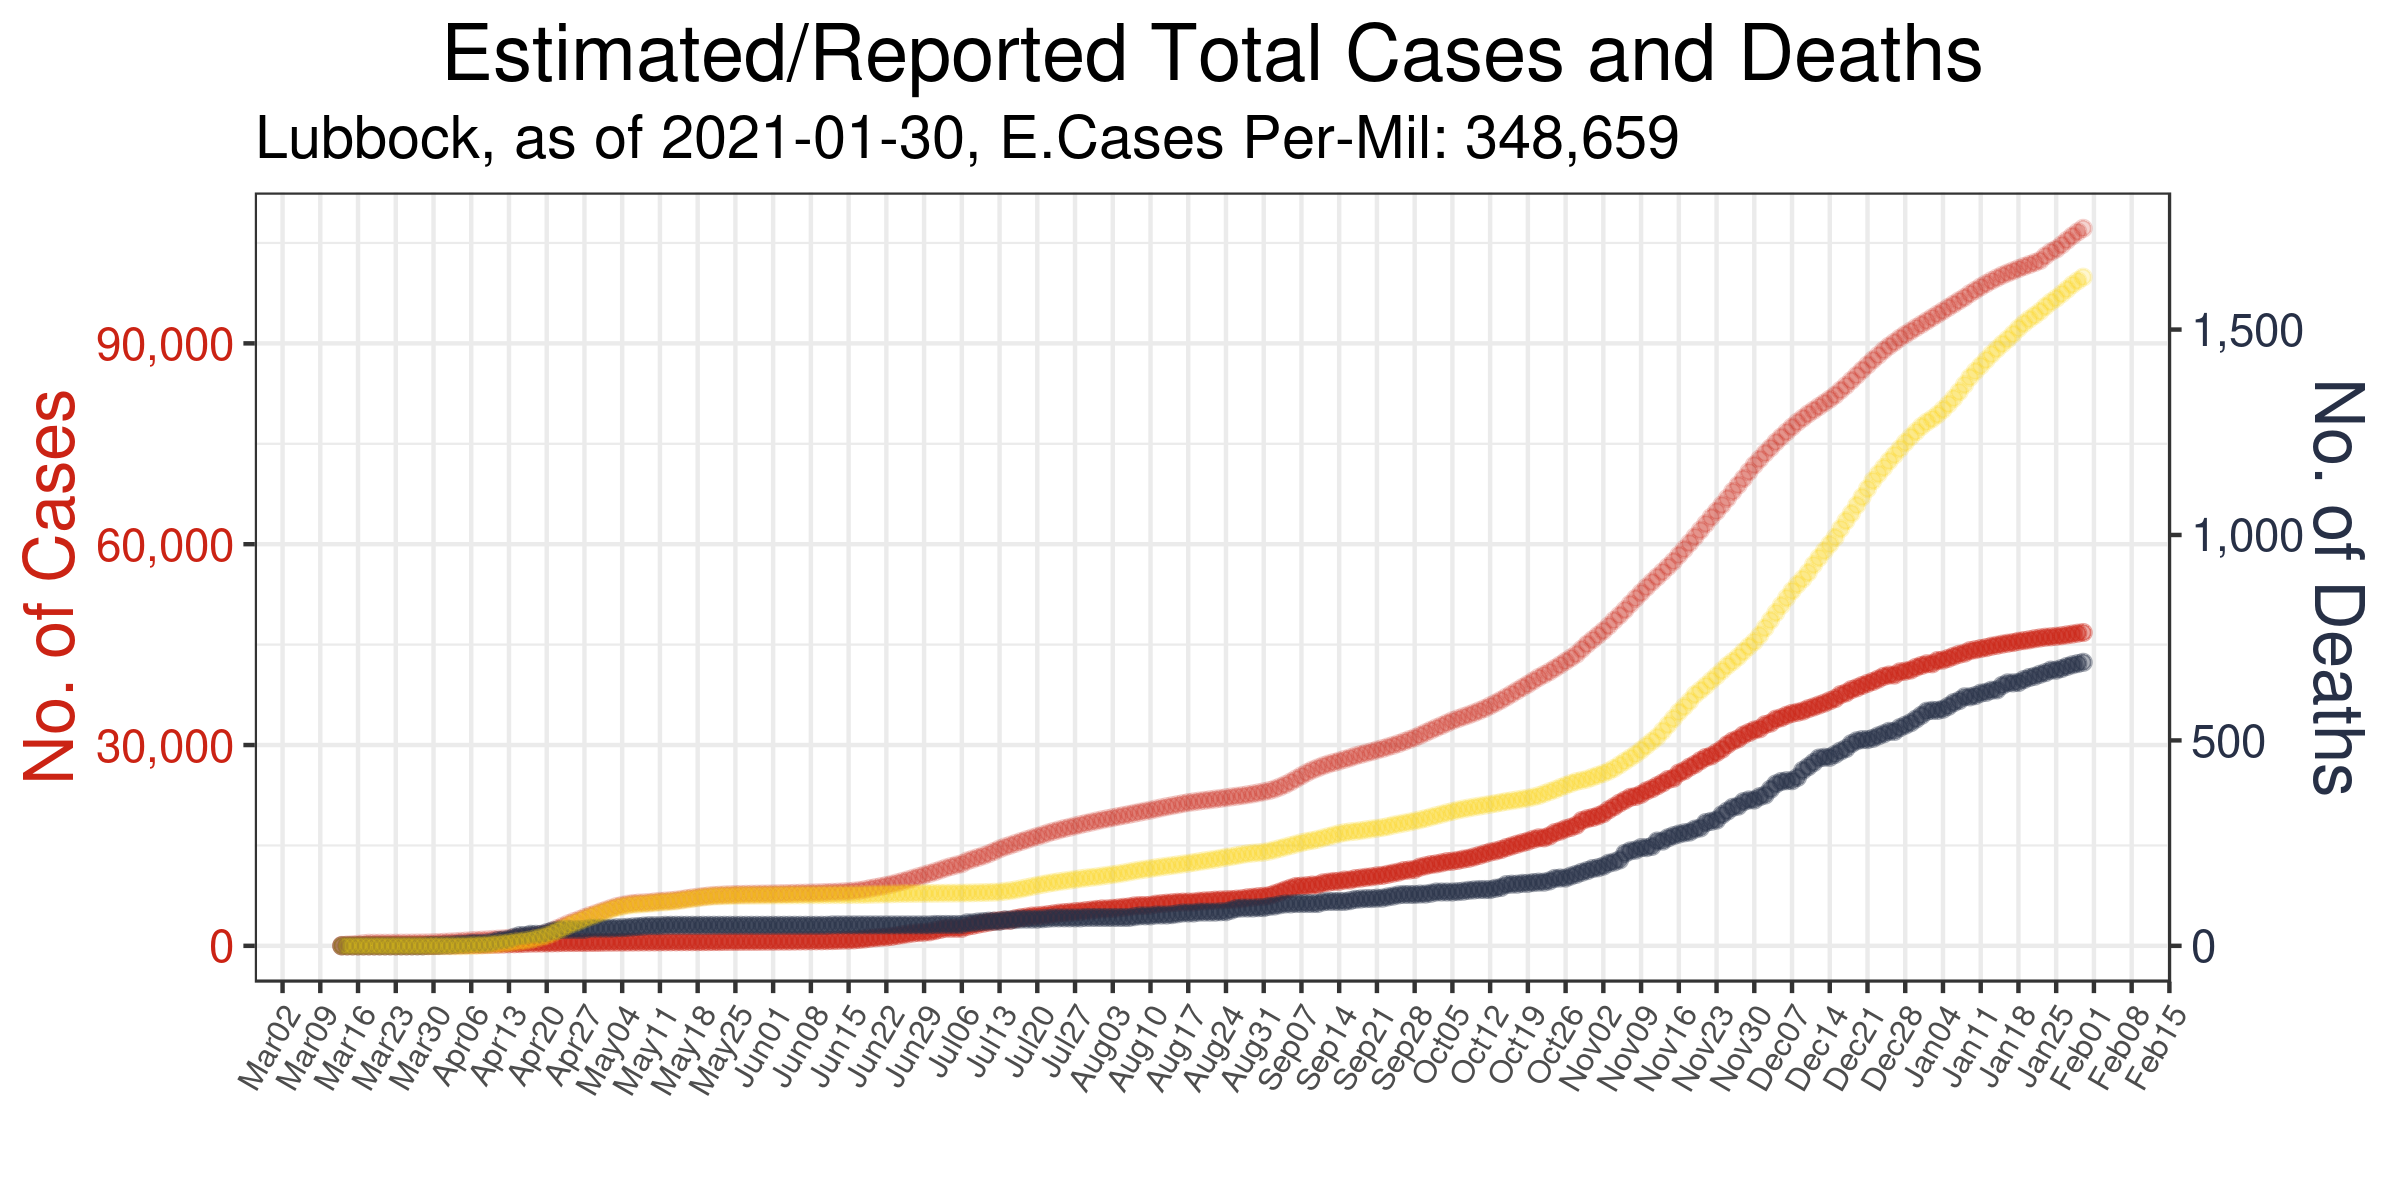 Estimated/Reported Total Cases and Deaths
Lubbock, as of 2021-01-30, E.Cases Per-Mil: 348,659
No. of Cases
90,000
60,000
30,000
0
1,500
1,000
500
0
No. of Deaths
Mar02
Mar09
Mar16
Mar23
Mar30
Apr06
Apr13
Apr20
Apr27
May04
May11
May18
May25
Jun01
Jun08
Jun15
Jun22
Jun29
Jul06
Jul13
Jul20
Jul27
Aug03
Aug10
Aug17
Aug24
Aug31
Sep07
Sep14
Sep21
Sep28
Oct05
Oct12
Oct19
Oct26
Nov02
Nov09
Nov16
Nov23
Nov30
Dec07
Dec14
Dec21
Dec28
Dec04
Jan11
Jan18
Jan25
Feb01
Feb08
Feb15